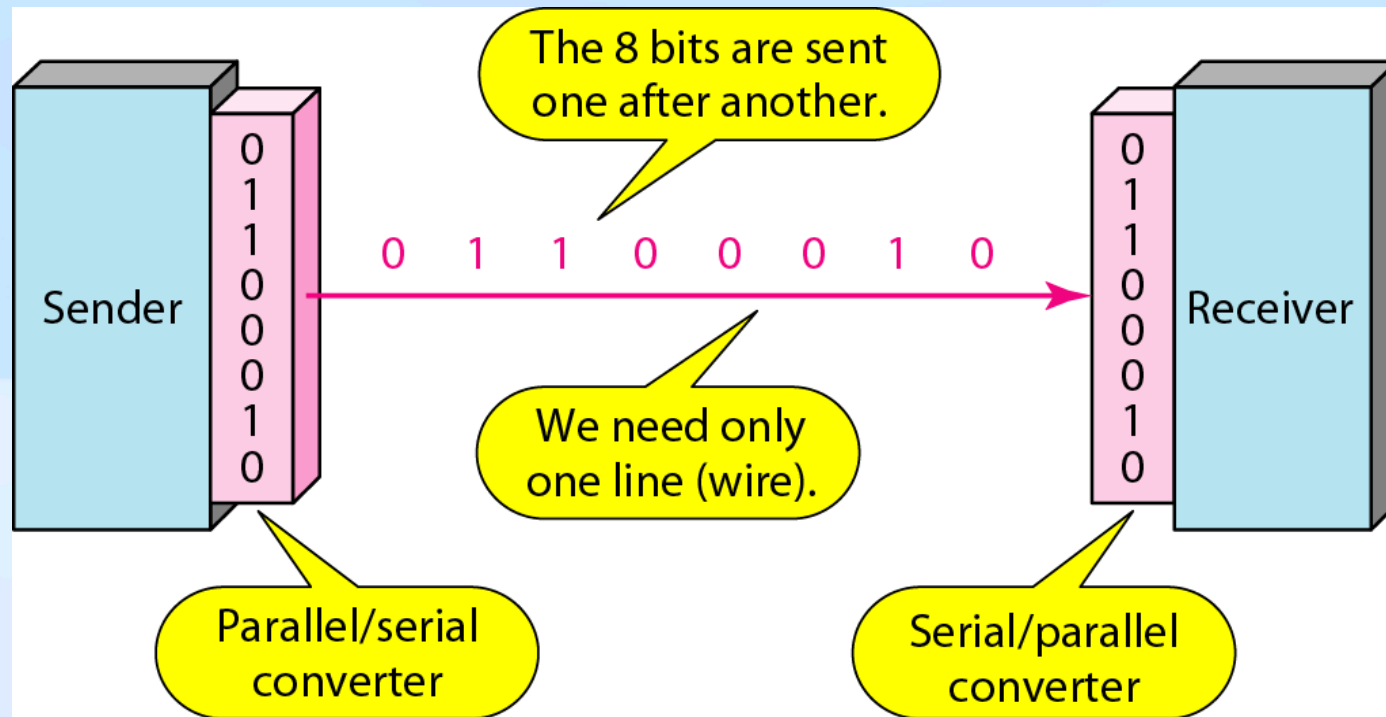 The 8 bits are sent
one after another.
0
1
1
0
0
0
1
0
Sender
0 1 1 0 0 0 1 0
0
1
1
0
0
0
1
0
Receiver
We need only
one line (wire).
Parallel/serial
converter
Serial/parallel
converter